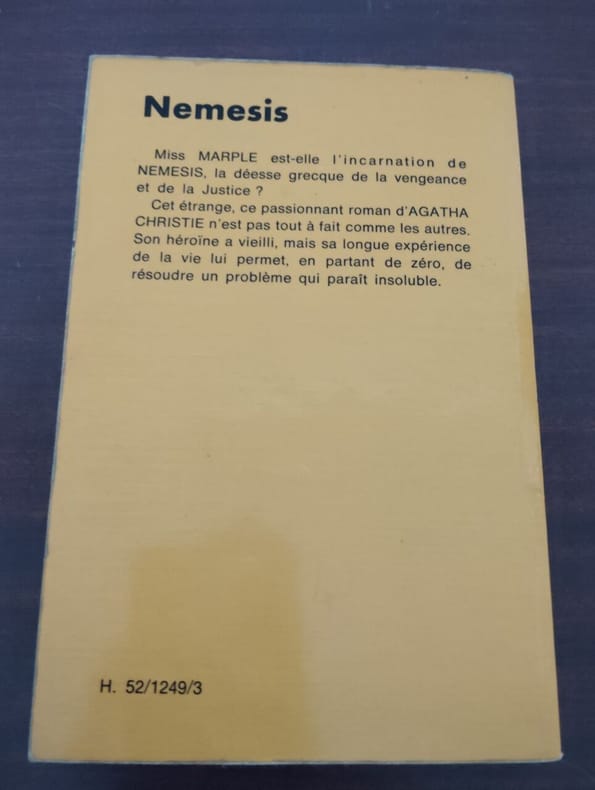 Nemesis
Miss MARPLE est-elle l'incarnation de
NEMESIS, la déesse grecque de la vengeance
et de la Justice ?
Cet étrange, ce passionnant roman d'AGATHA
CHRISTIE n'est pas tout à fait comme les autres.
Son héroïne a vieilli, mais sa longue expérience
de la vie lui permet, en partant de zéro, de
résoudre un problème qui paraît insoluble.
H. 52/1249/3